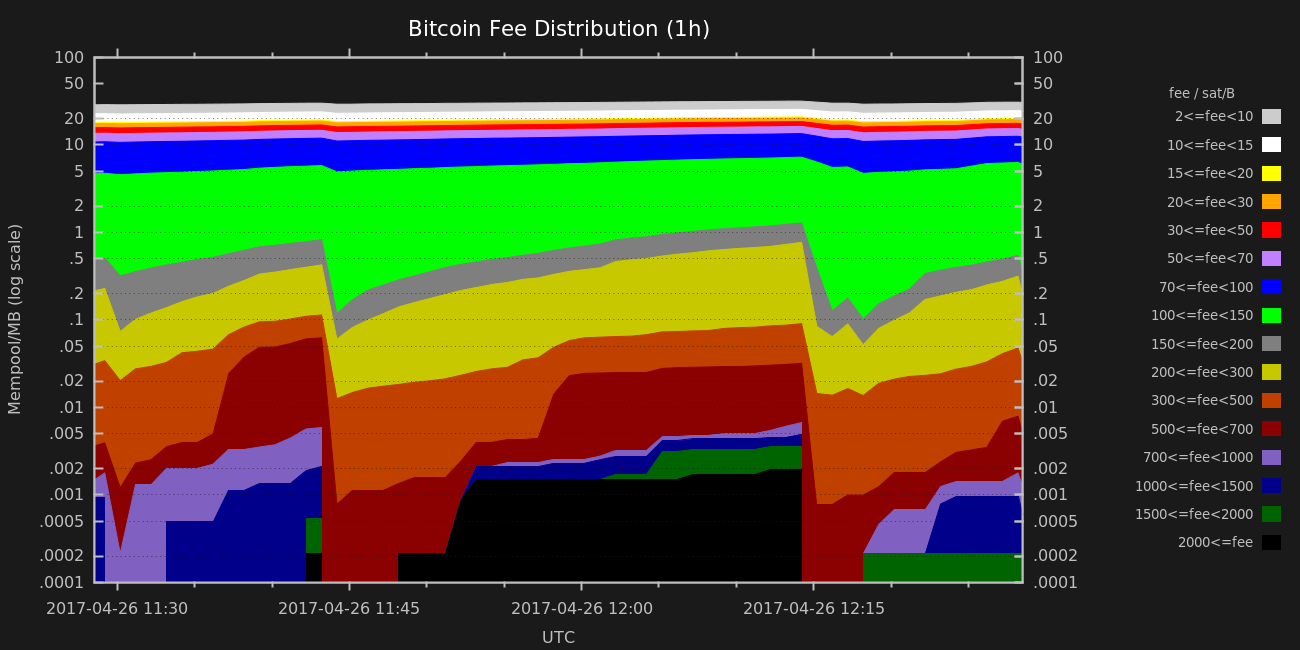 Bitcoin Fee Distribution (1h)
100
50
20
10
5
2
1
.5
.2
.1
.05
.02
.01
.005
.002
.001
.0005
.0002
.0001
Mempool/MB (log scale)
100
50
20
10
5
2
1
.5
.2
.1
.05
.02
.01
.005
.002
.001
.0005
.0002
.0001
fee / sat/B
2<=fee<10
10<=fee<15
15<=fee<20
20<=fee<30
30<=fee<50
50<=fee<70
70<=fee<100
100<=fee<150
150<=fee<200
200<=fee<300
300<=fee<500
500<=fee<700
700<=fee<1000
1000<=fee<1500
1500<=fee<2000
2000<=fee
2017-04-26 11:30
2017-04-26 11:45
2017-04-26 12:00
2017-04-26 12:15
UTC